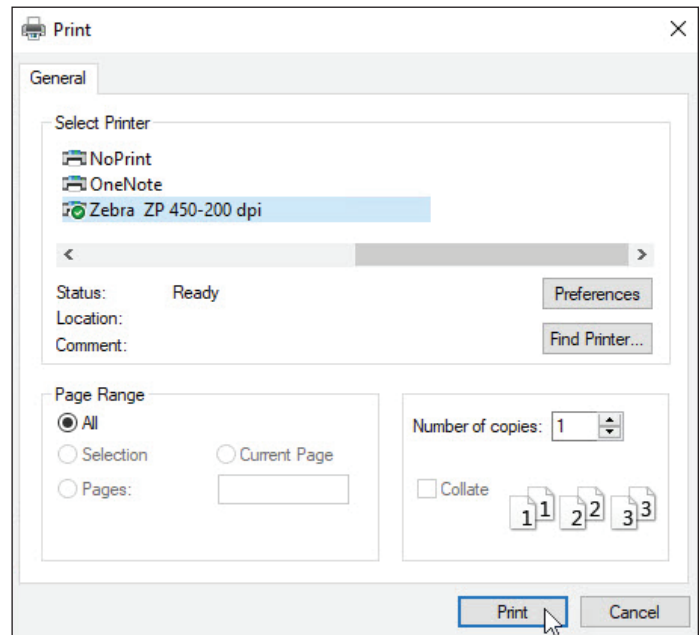 Print
General
Select Printer
NoPrint
OneNote
Zebra ZP 450-200 dpi
Status: Ready
Preferences
Location:
Comment:
Find Printer...
Page Range
All
Selection
Current Page
Pages:
Number of copies: 1
Collate
1 1 2 2 3 3
Print
Cancel